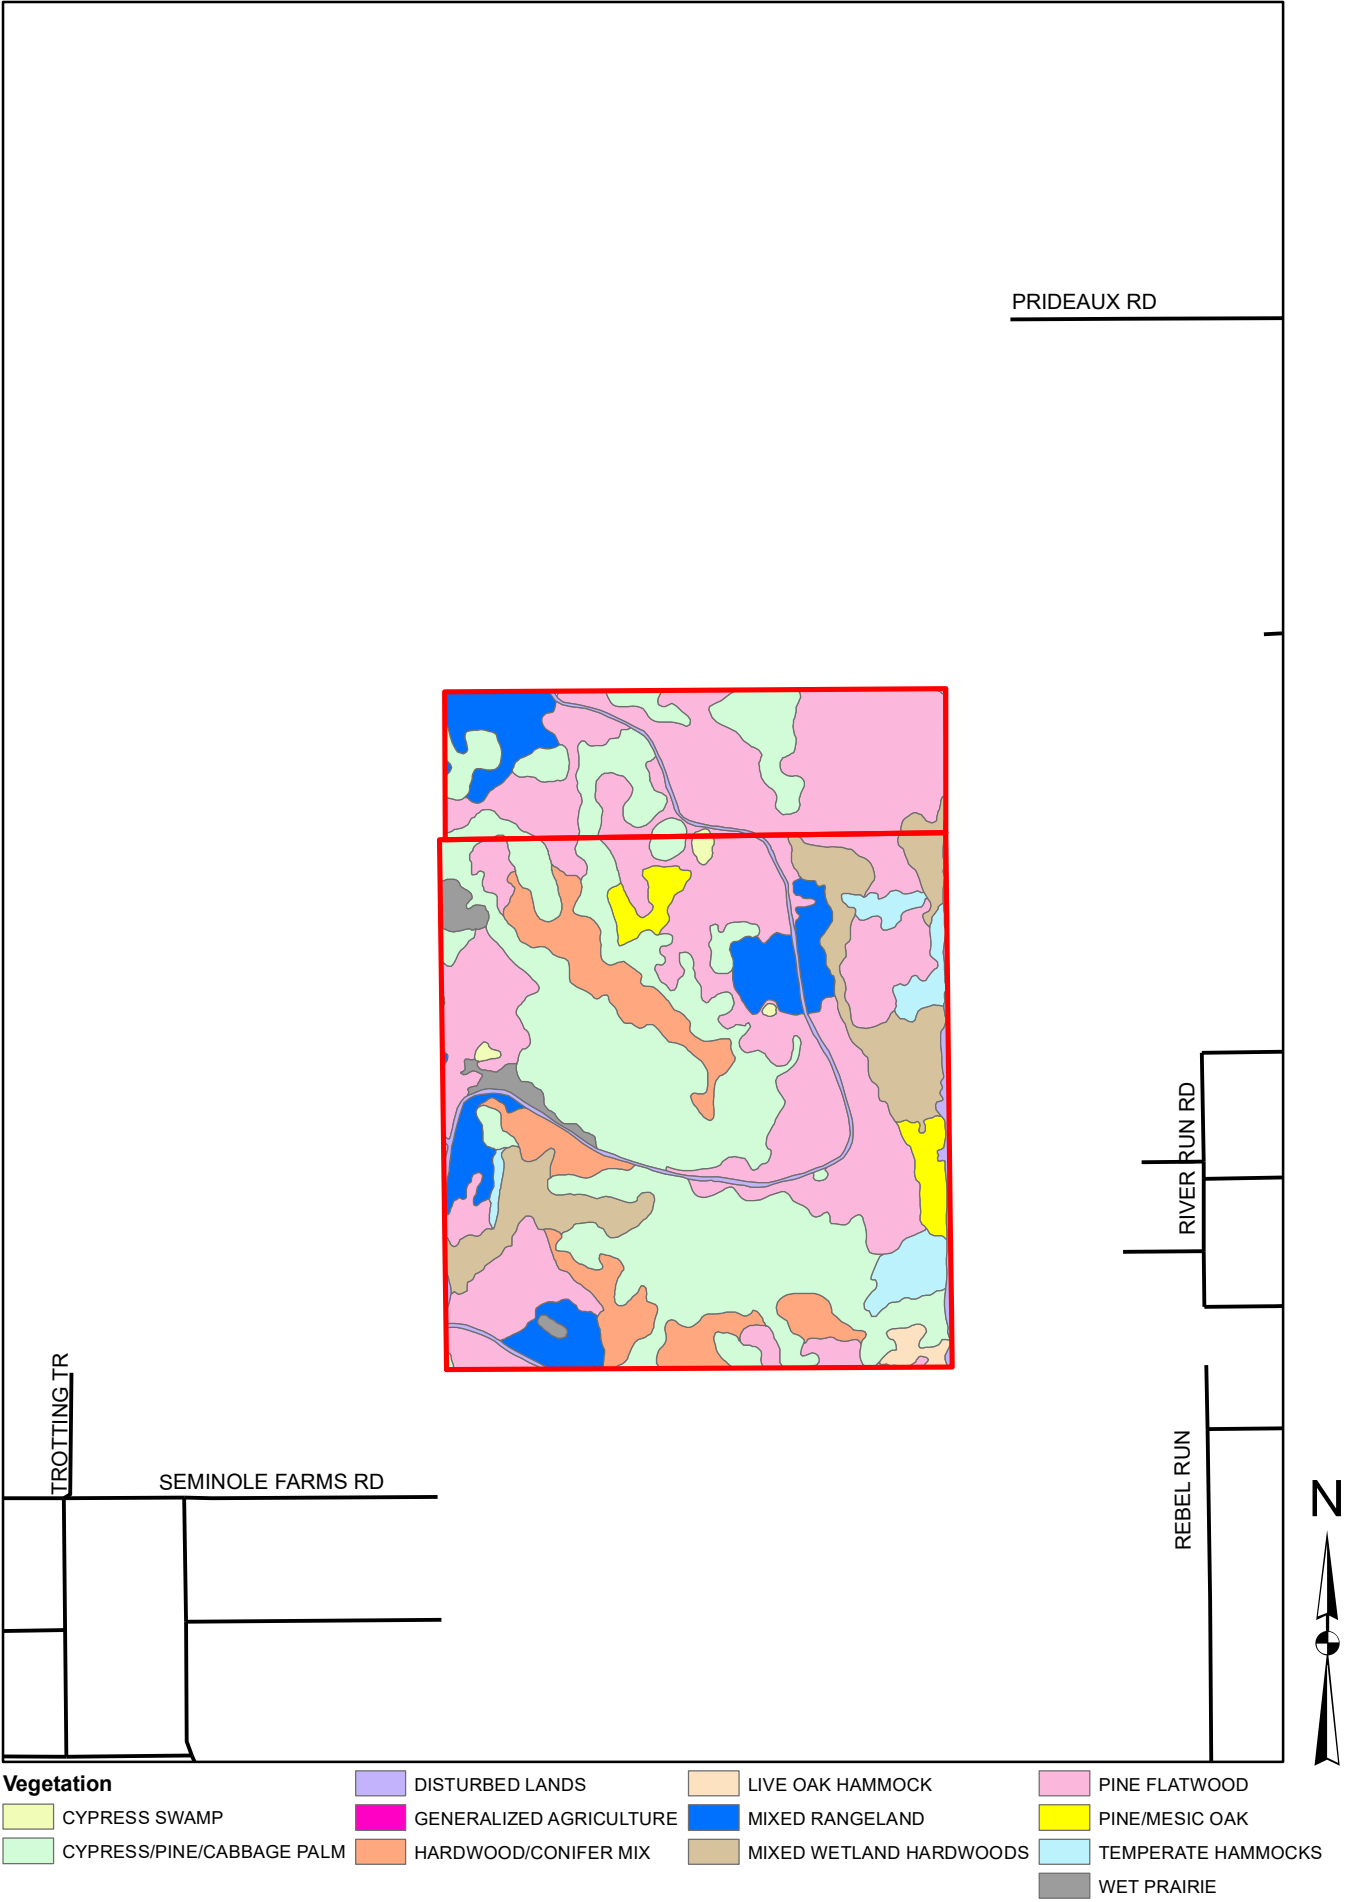 PRIDEAUX RD
RIVER RUN RD
TROTTING TR
SEMINOLE FARMS RD
REBEL RUN
N
Vegetation
CYPRESS SWAMP
CYPRESS/PINE/CABBAGE PALM
DISTURBED LANDS
GENERALIZED AGRICULTURE
HARDWOOD/CONIFER MIX
LIVE OAK HAMMOCK
MIXED RANGELAND
MIXED WETLAND HARDWOODS
PINE FLATWOOD
PINE/MESIC OAK
TEMPERATE HAMMOCKS
WET PRAIRIE